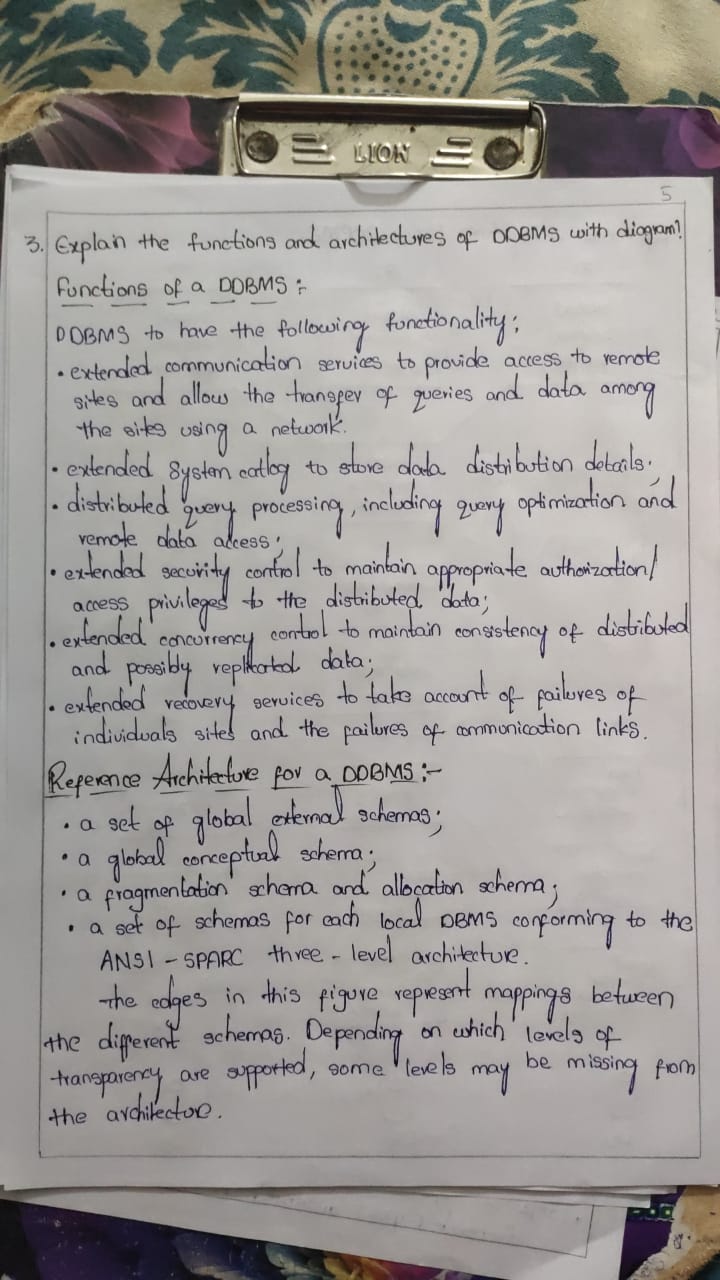 LION
5
3. Explain the functions and architectures of DDBMS with diagram?
Functions of a DDBMS :-
DDBMS to have the following functionality;
• extended communication services to provide access to remote
sites and allow the transfer of queries and data among
the sites using a network.
• extended System catlog to store data distribution details;
• distributed query processing, including query optimization and
remote data access;
• extended security control to maintain appropriate authorization/
access privileges to the distributed data;
• extended concurrency control to maintain consistency of distributed
and possibly replicated data;
• extended recovery services to take account of failures of
individuals sites and the failures of communication links.
Reference Architecture for a DDBMS :-
• a set of global external schemas;
• a global conceptual schema;
• a fragmentation schema and allocation schema;
• a set of schemas for each local DBMS conforming to the
ANSI - SPARC three - level architecture.
The edges in this figure represent mappings between
the different schemas. Depending on which levels of
transparency are supported, some levels may be missing from
the architectore.